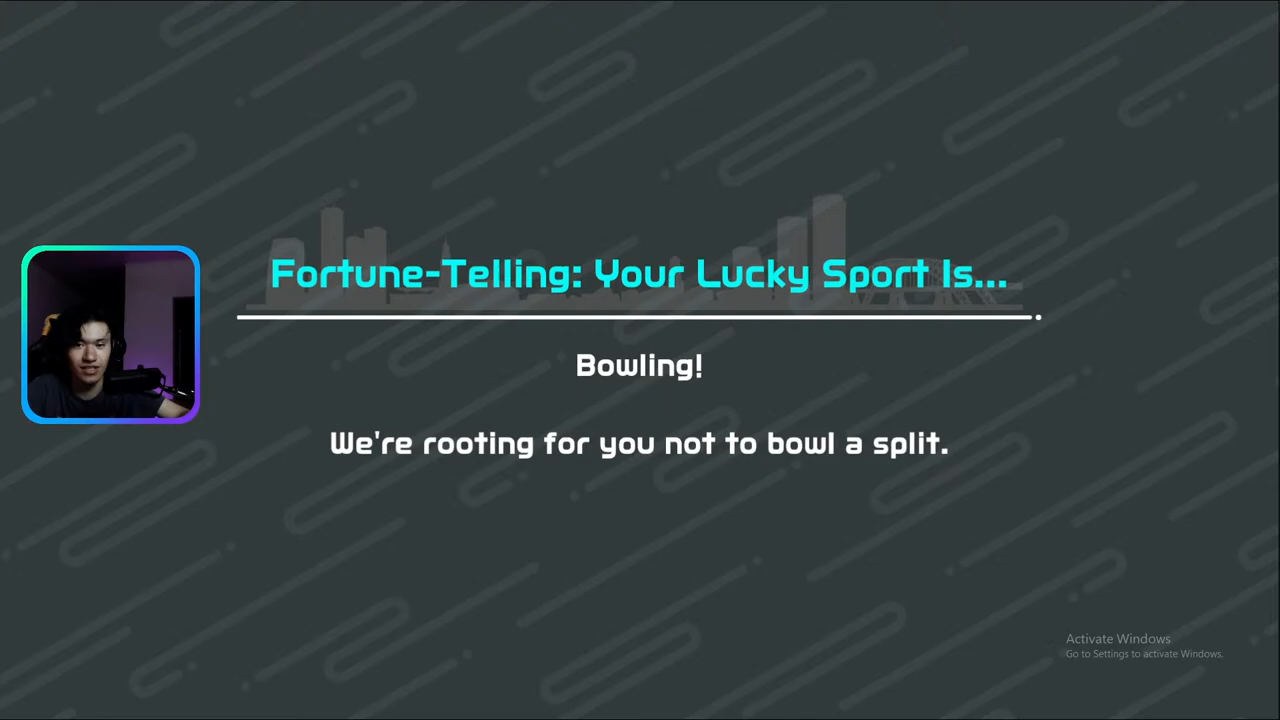 Fortune-Telling: Your Lucky Sport Is...
Bowling!
We're rooting for you not to bowl a split.
Activate Windows
Go to Settings to activate Windows.